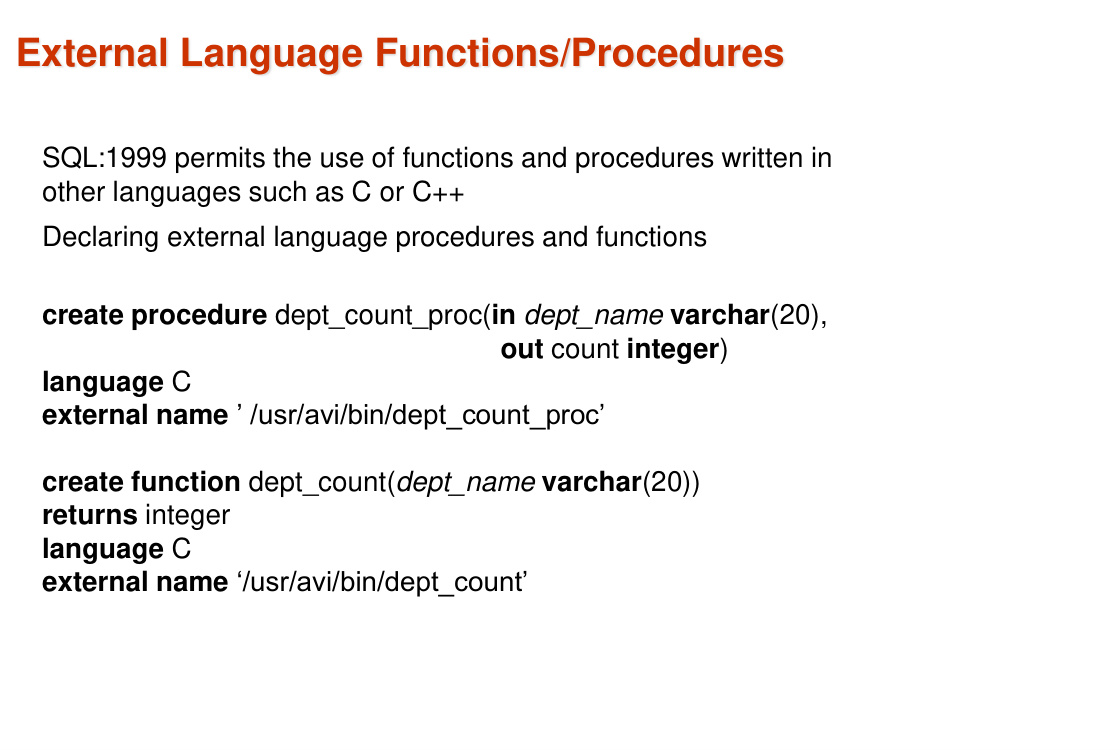 External Language Functions/Procedures
SQL:1999 permits the use of functions and procedures written in
other languages such as C or C++
Declaring external language procedures and functions
create procedure dept_count_proc(in dept_name varchar(20),
out count integer)
language C
external name ’ /usr/avi/bin/dept_count_proc’
create function dept_count(dept_name varchar(20))
returns integer
language C
external name ‘/usr/avi/bin/dept_count’